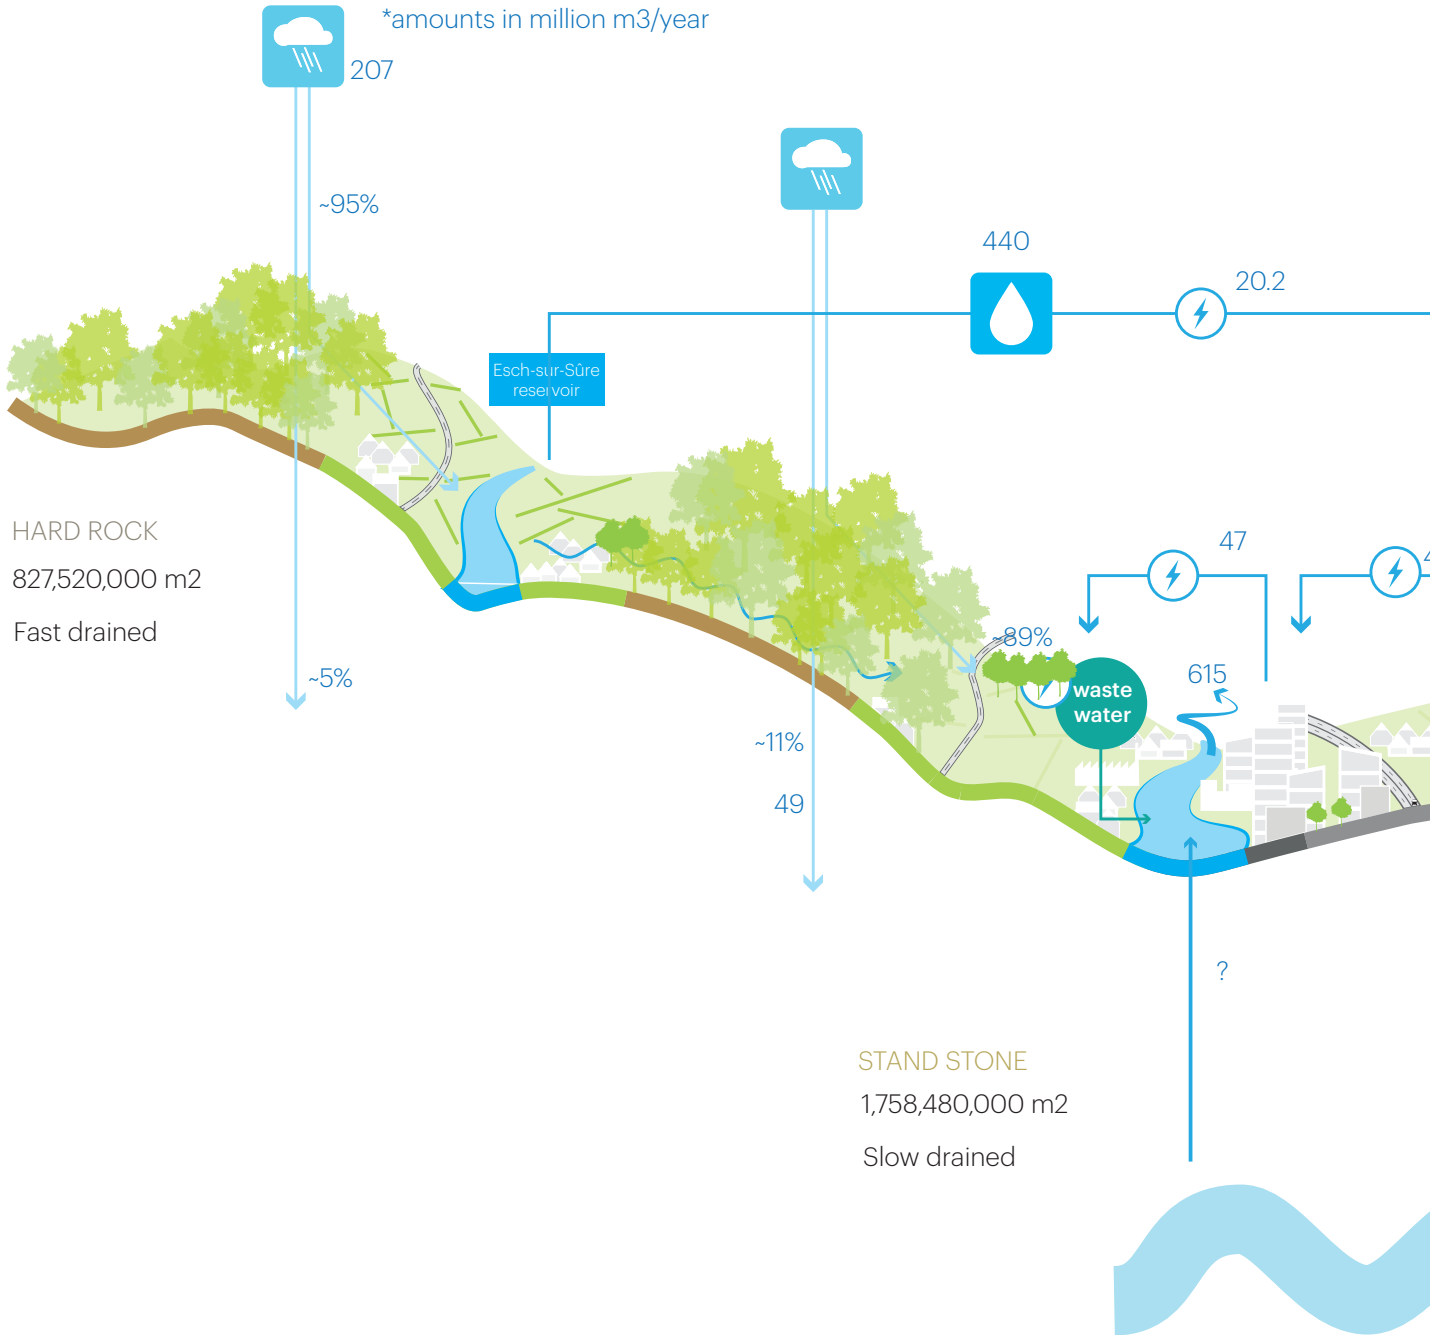 *amounts in million m3/year
207
~95%
440
20.2
Esch-sur-Sûre
reservoir
HARD ROCK
827,520,000 m2
Fast drained
47
~89%
~5%
waste
water
615
~11%
49
?
STAND STONE
1,758,480,000 m2
Slow drained